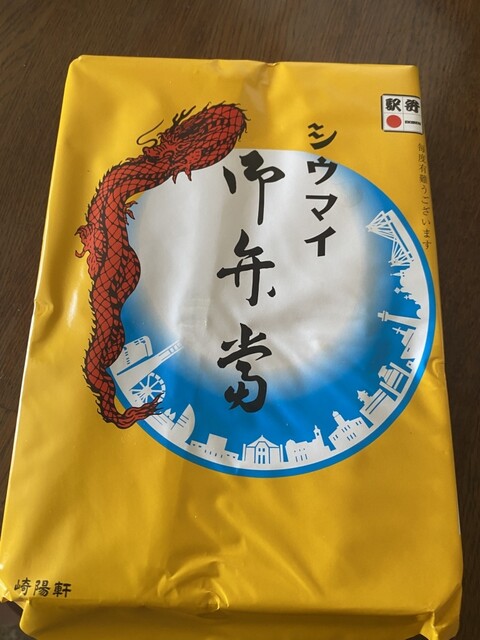 シウマイ
御弁當
駅弁
毎度有難うございます
崎陽軒